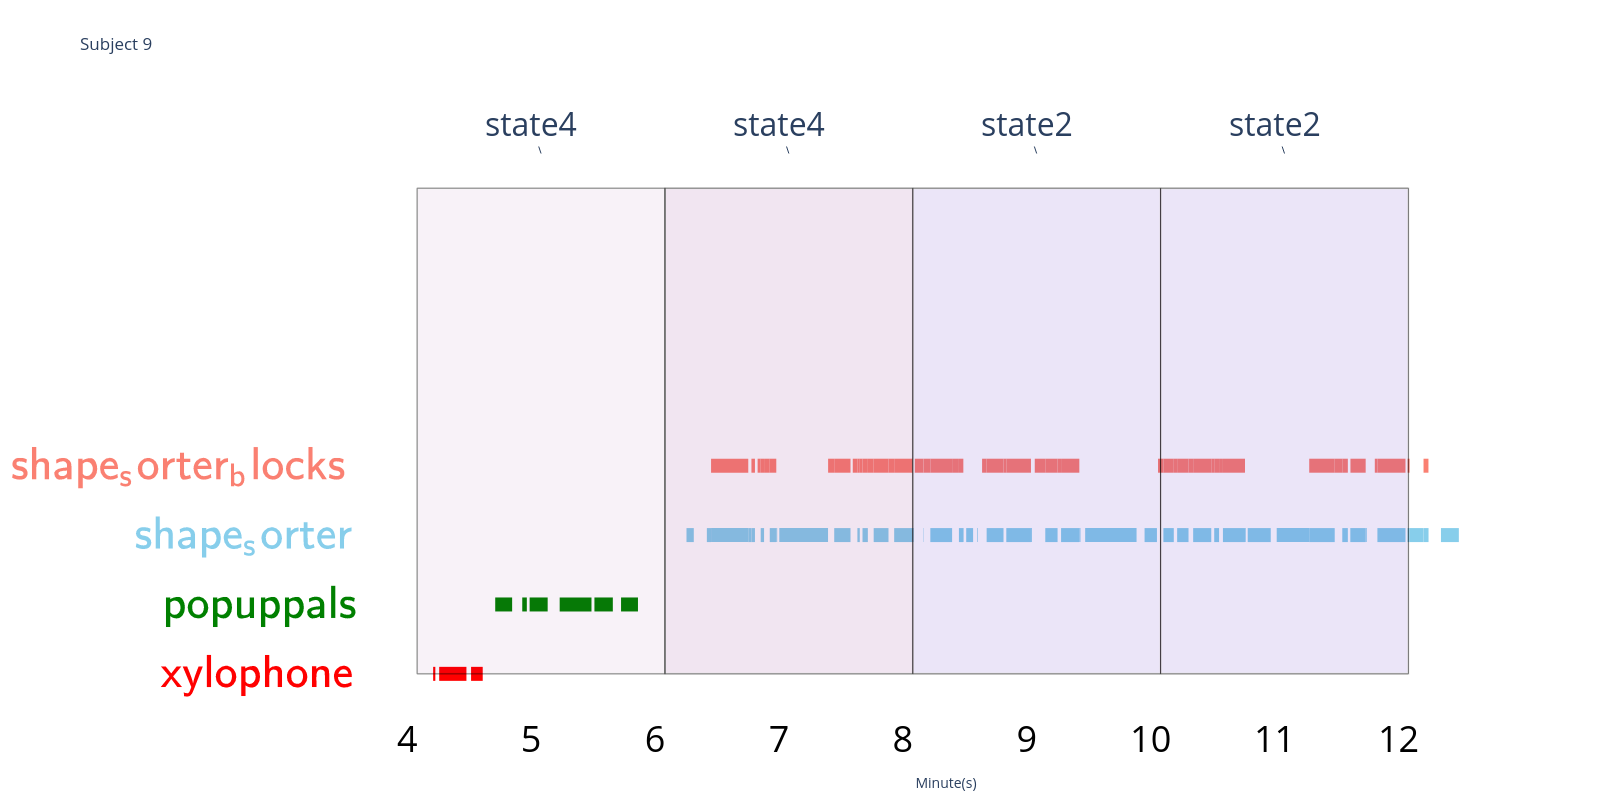 Subject 9
state4 state4 state2 state2
shapesorterblocks
shapesorter
popuppals
xylophone
4 5 6 7 8 9 10 11 12
Minute(s)